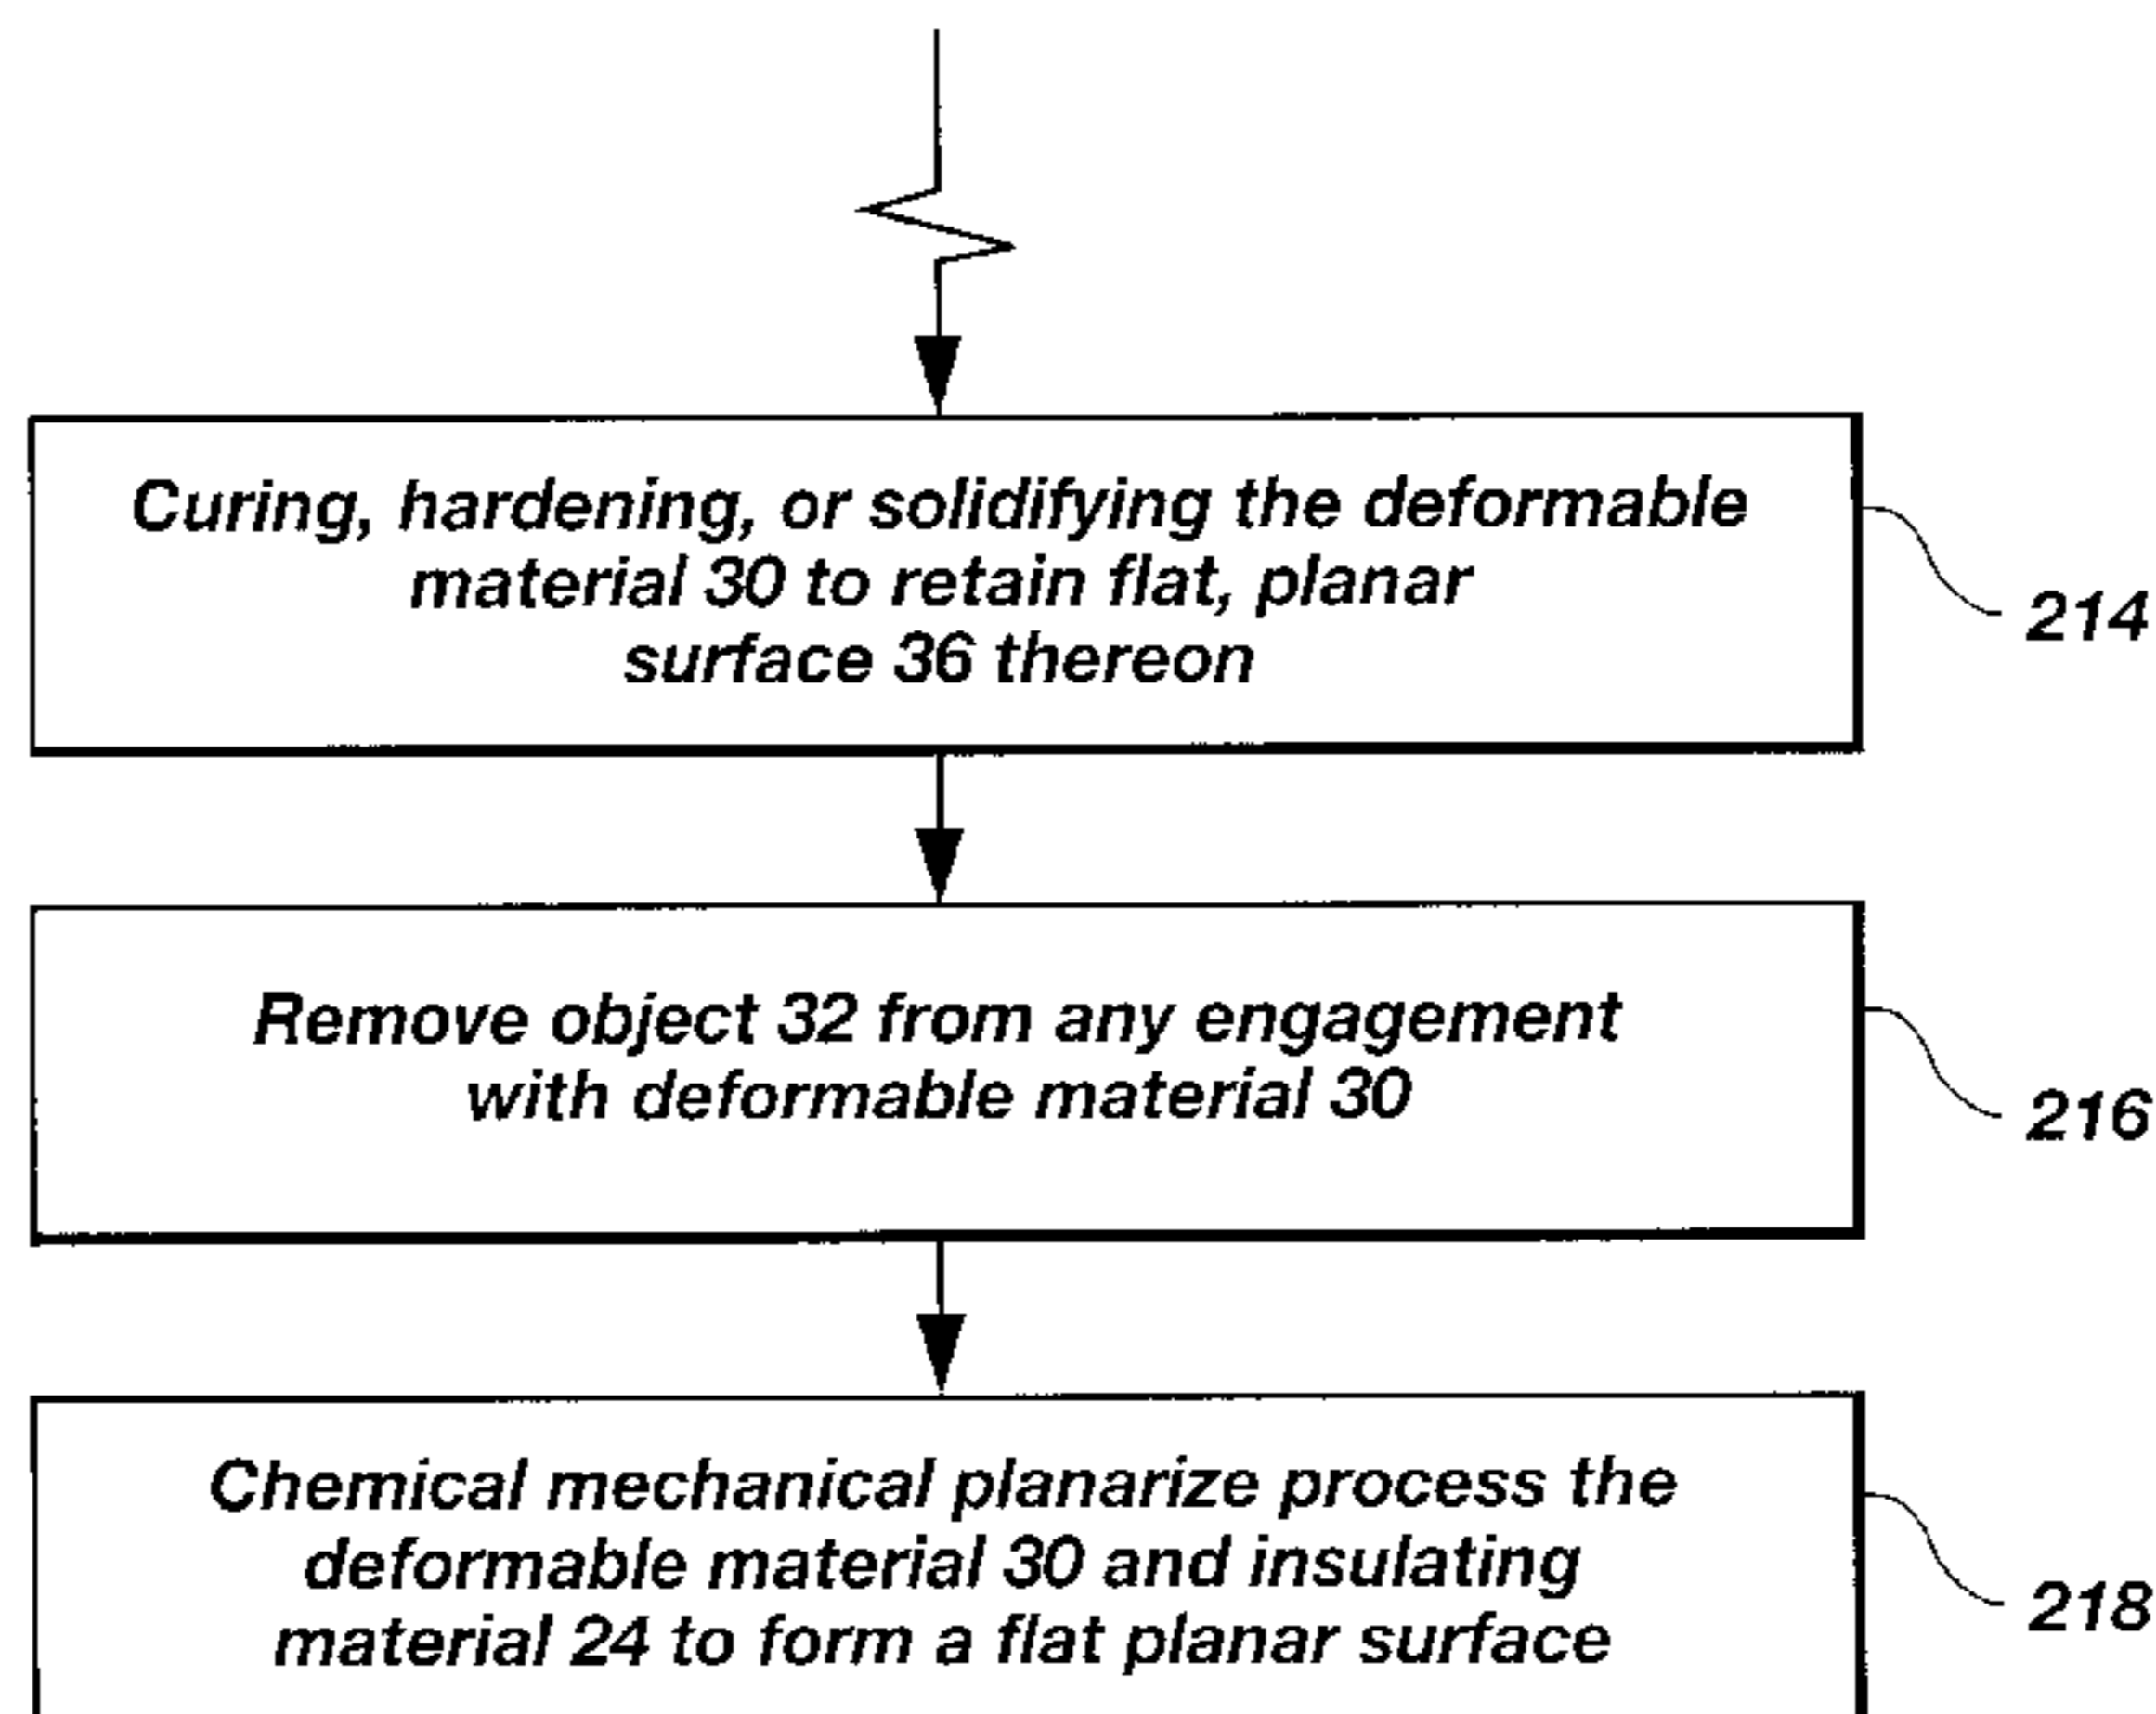 Curing, hardening, or solidifying the deformable
material 30 to retain flat, planar
surface 36 thereon
214
Remove object 32 from any engagement
with deformable material 30
216
Chemical mechanical planarize process the
deformable material 30 and insulating
material 24 to form a flat planar surface
218